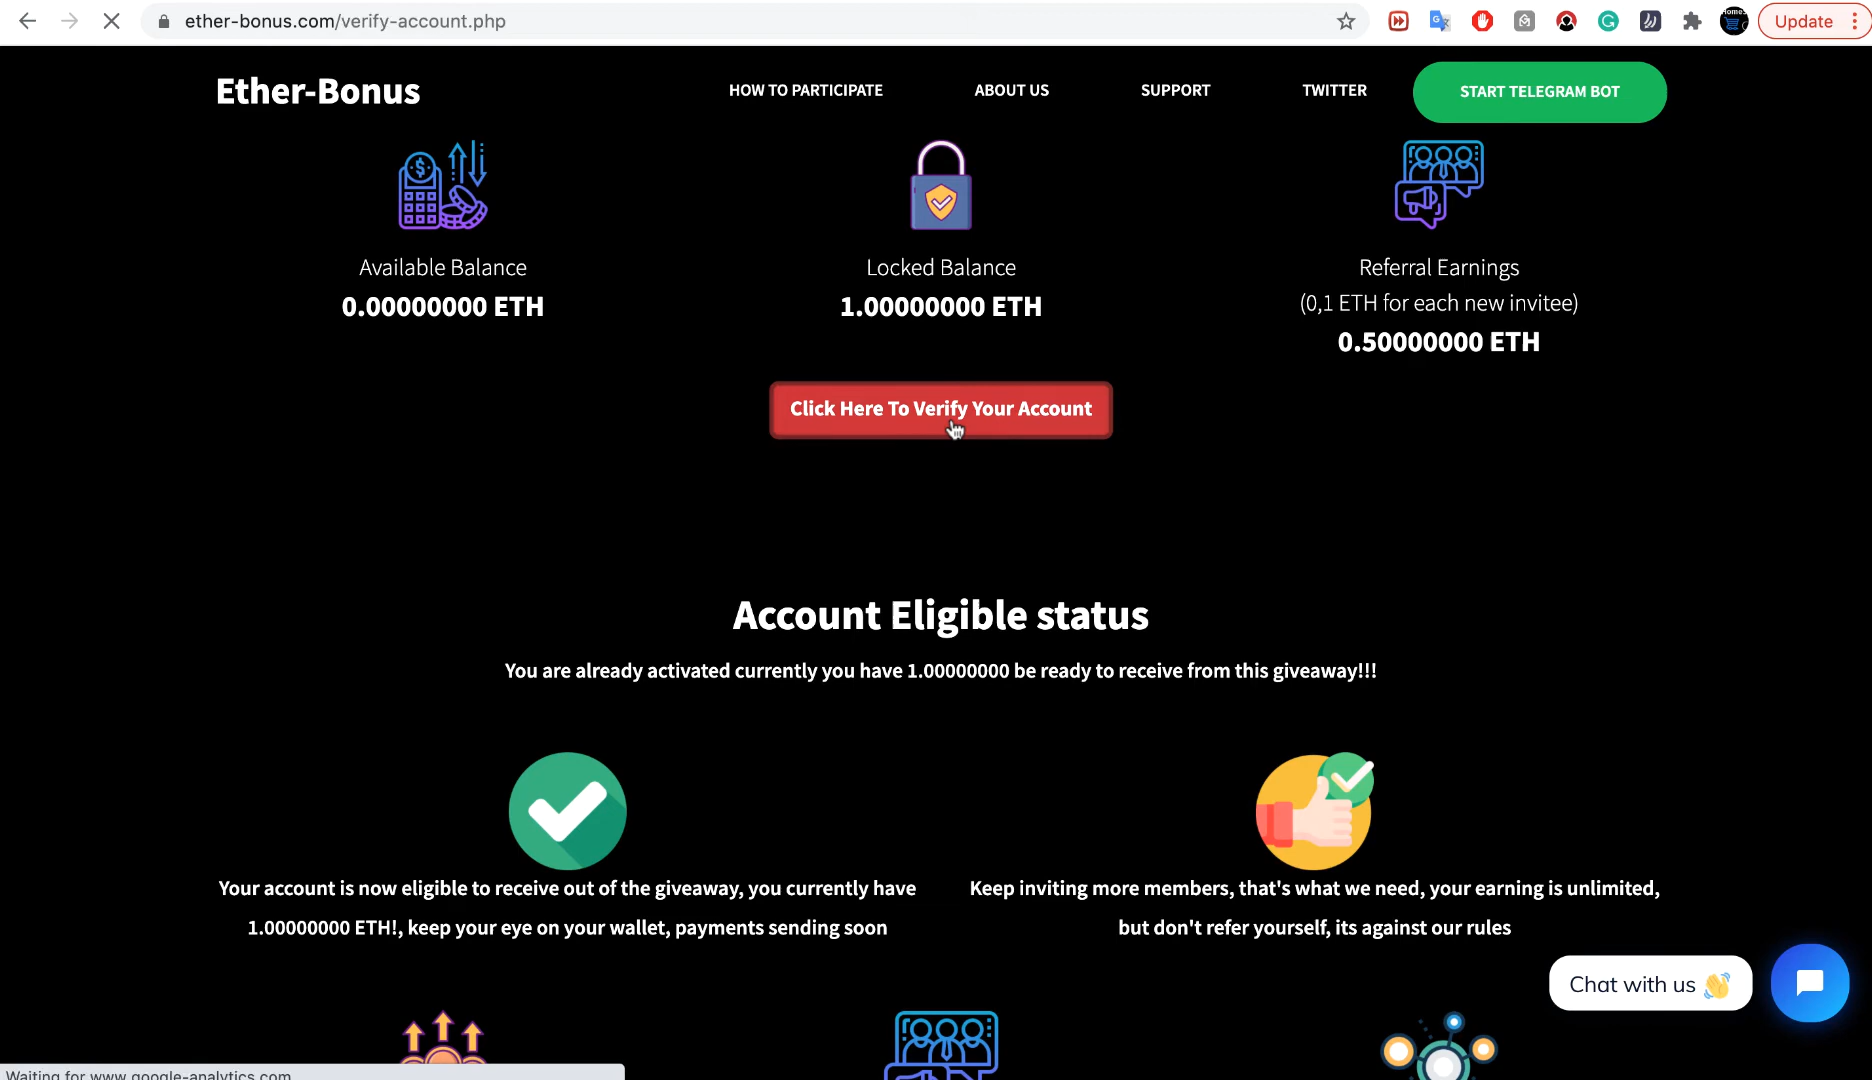 ether-bonus.com/verify-account.php
Update
Ether-Bonus
HOW TO PARTICIPATE
ABOUT US
SUPPORT
TWITTER
START TELEGRAM BOT
Available Balance
0.00000000 ETH
Locked Balance
1.00000000 ETH
Referral Earnings
(0,1 ETH for each new invitee)
0.50000000 ETH
Click Here To Verify Your Account
Account Eligible status
You are already activated currently you have 1.00000000 be ready to receive from this giveaway!!!
Your account is now eligible to receive out of the giveaway, you currently have
1.00000000 ETH!, keep your eye on your wallet, payments sending soon
Keep inviting more members, that's what we need, your earning is unlimited,
but don't refer yourself, its against our rules
Chat with us 👋
Waiting for www.google-analytics.com